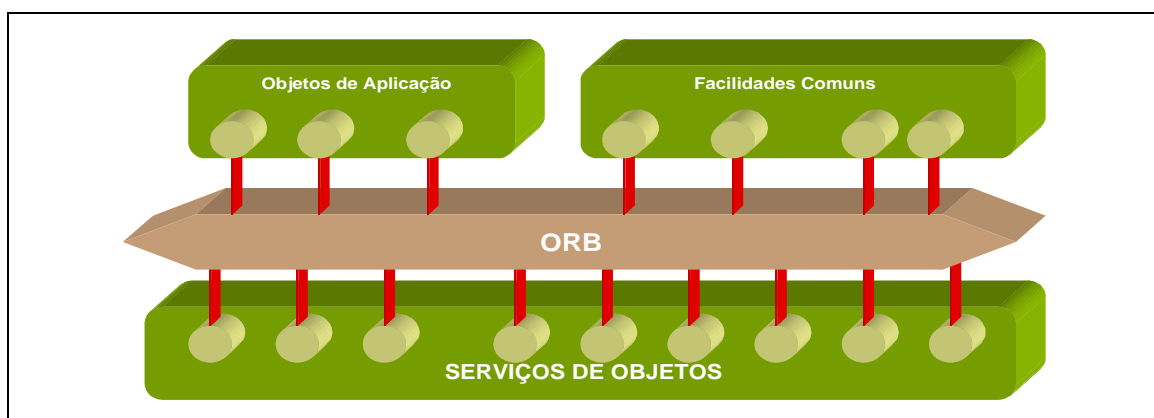 Objetos de Aplicação
Facilidades Comuns
ORB
SERVIÇOS DE OBJETOS